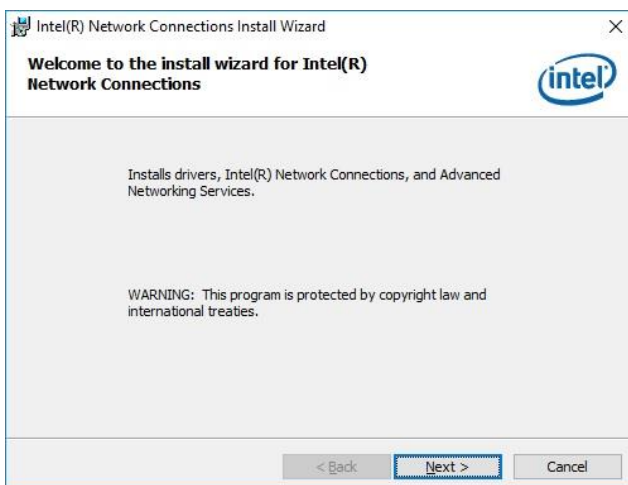 Intel(R) Network Connections Install Wizard
Welcome to the install wizard for Intel(R)
Network Connections
intel
Installs drivers, Intel(R) Network Connections, and Advanced
Networking Services.
WARNING: This program is protected by copyright law and
international treaties.
< Back
Next >
Cancel